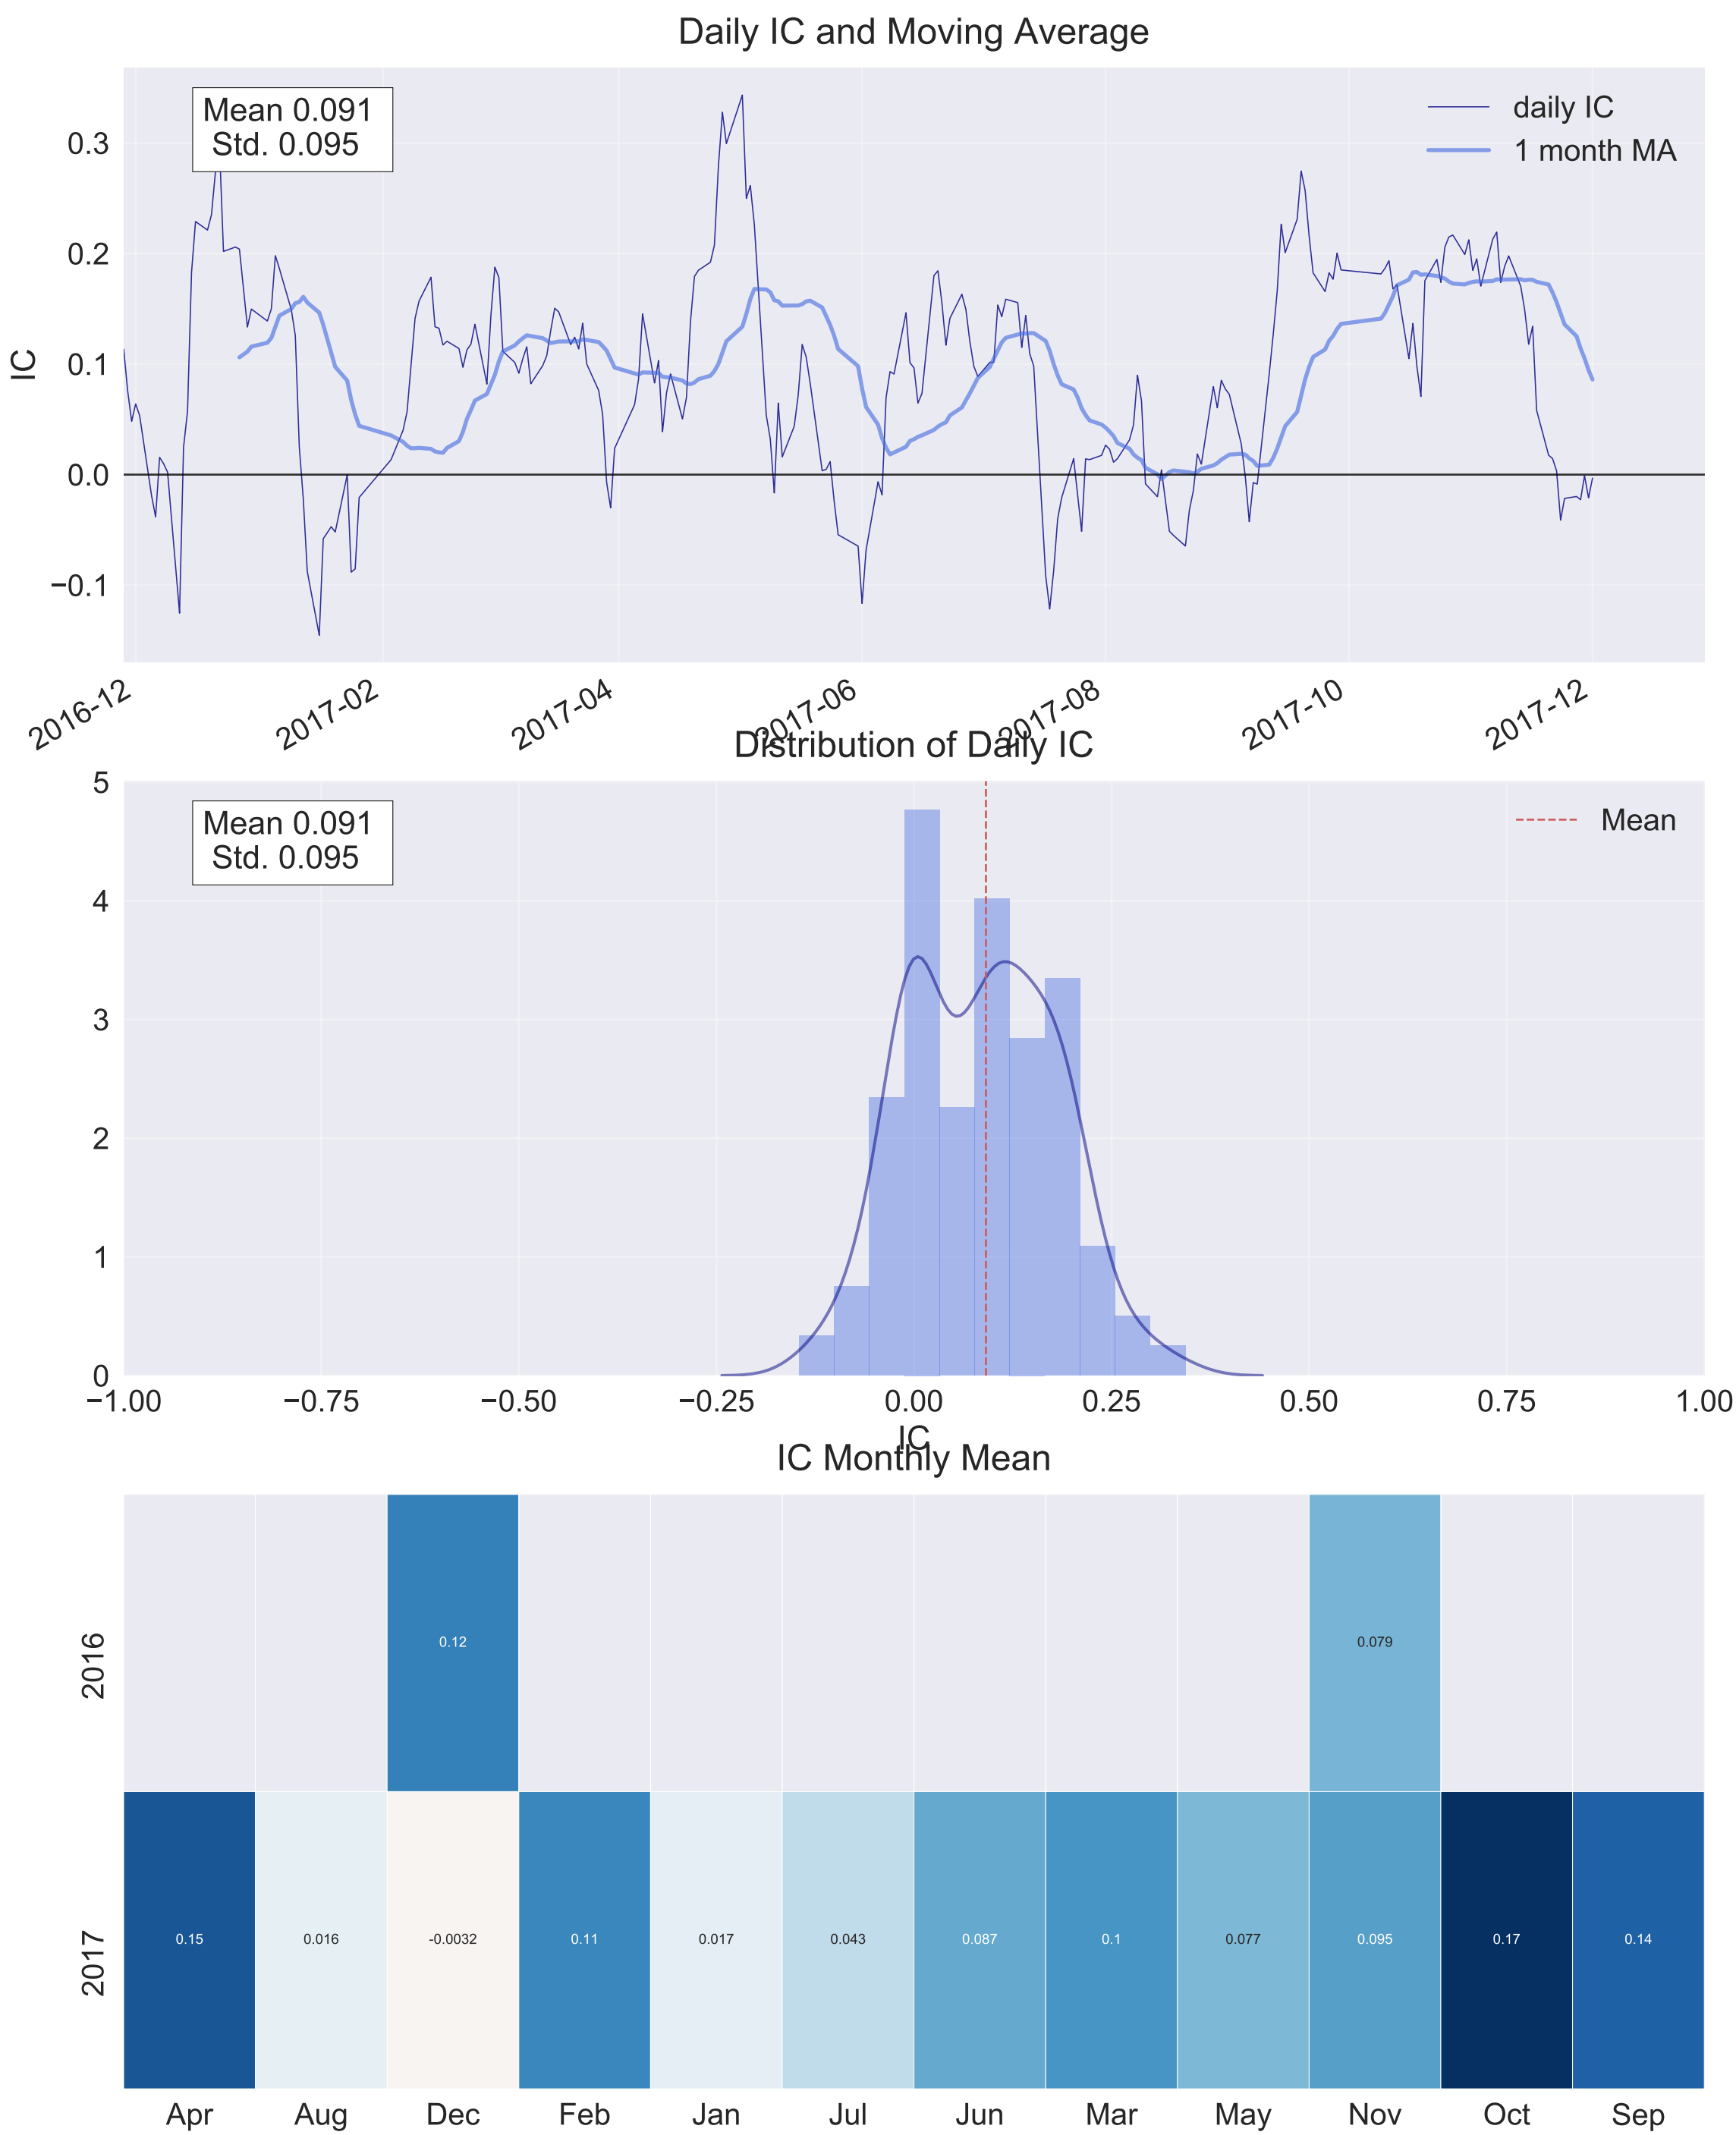 Daily IC and Moving Average
Mean 0.091
Std. 0.095
daily IC
1 month MA
IC
0.3
0.2
0.1
0.0
−0.1
2016-12 2017-02 2017-04 2017-06 2017-08 2017-10 2017-12
Distribution of Daily IC
Mean 0.091
Std. 0.095
Mean
5
4
3
2
1
0
−1.00 −0.75 −0.50 −0.25 0.00 0.25 0.50 0.75 1.00
IC
IC Monthly Mean
2016
0.12 0.079
2017
0.15 0.016 -0.0032 0.11 0.017 0.043 0.087 0.1 0.077 0.095 0.17 0.14
Apr Aug Dec Feb Jan Jul Jun Mar May Nov Oct Sep